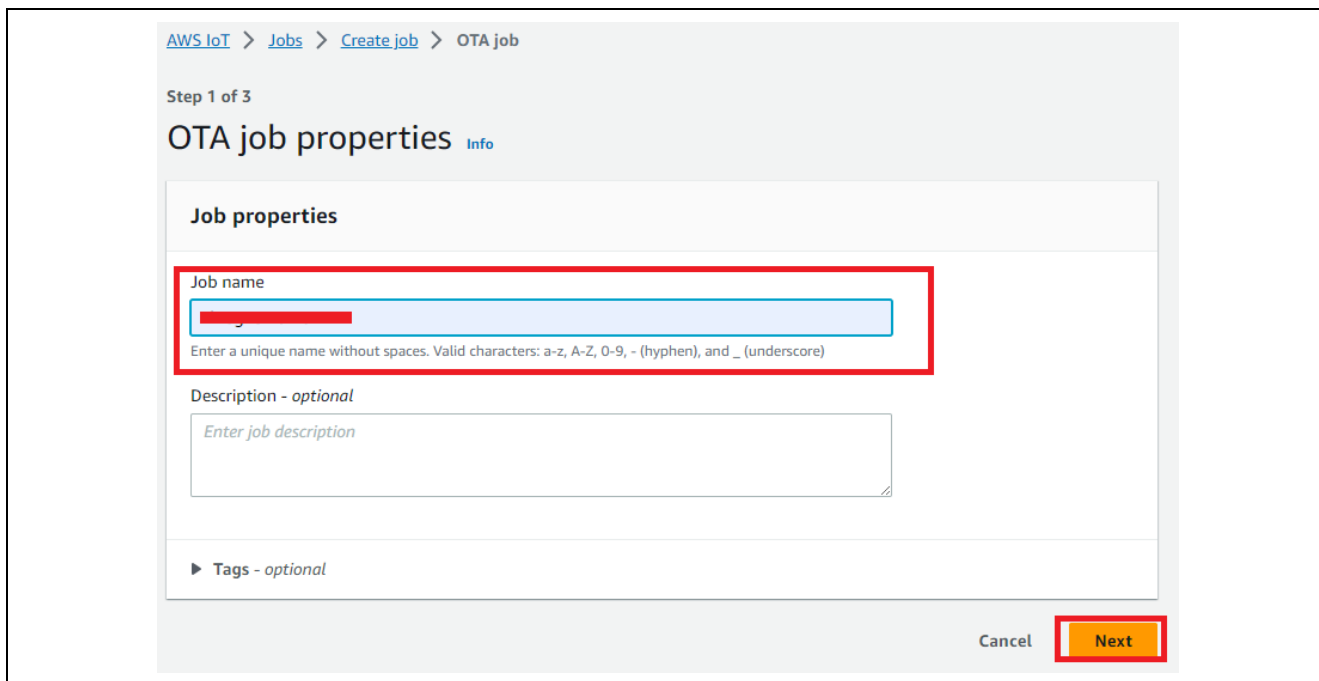 AWS IoT > Jobs > Create job > OTA job
Step 1 of 3
OTA job properties Info
Job properties
Job name
Enter a unique name without spaces. Valid characters: a-z, A-Z, 0-9, - (hyphen), and _ (underscore)
Description - optional
Enter job description
Tags - optional
Cancel Next